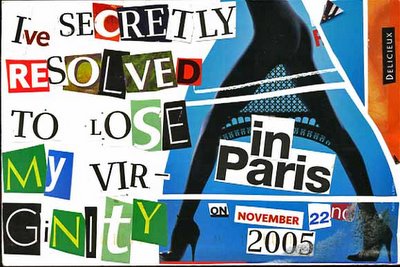 I've SECRETLY
RESOLVED
TO LOSE
My VIR-
GiNItY
in
Paris
ON NOVEMBER 22nd
2005
DELICIEUX